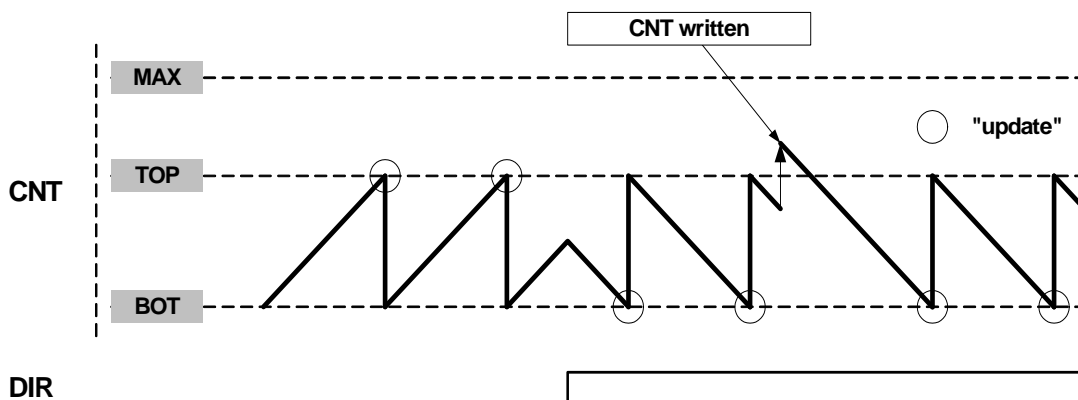 CNT written
MAX
"update"
TOP
CNT
BOT
DIR